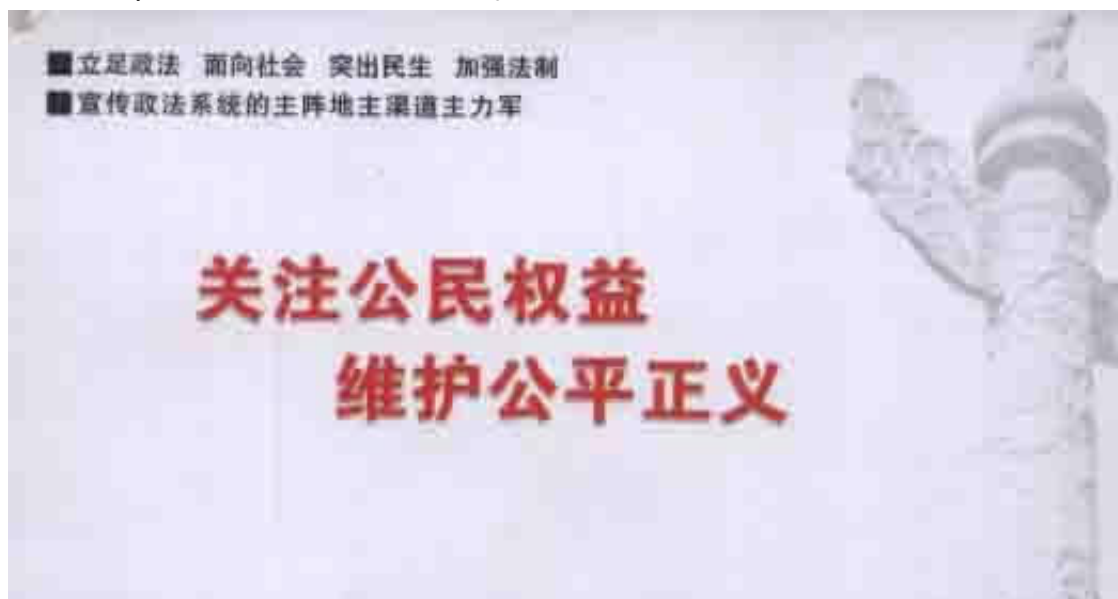 ■立足政法 面向社会 突出民生 加强法制
■宣传政法系统的主阵地主渠道主力军
关注公民权益
维护公平正义